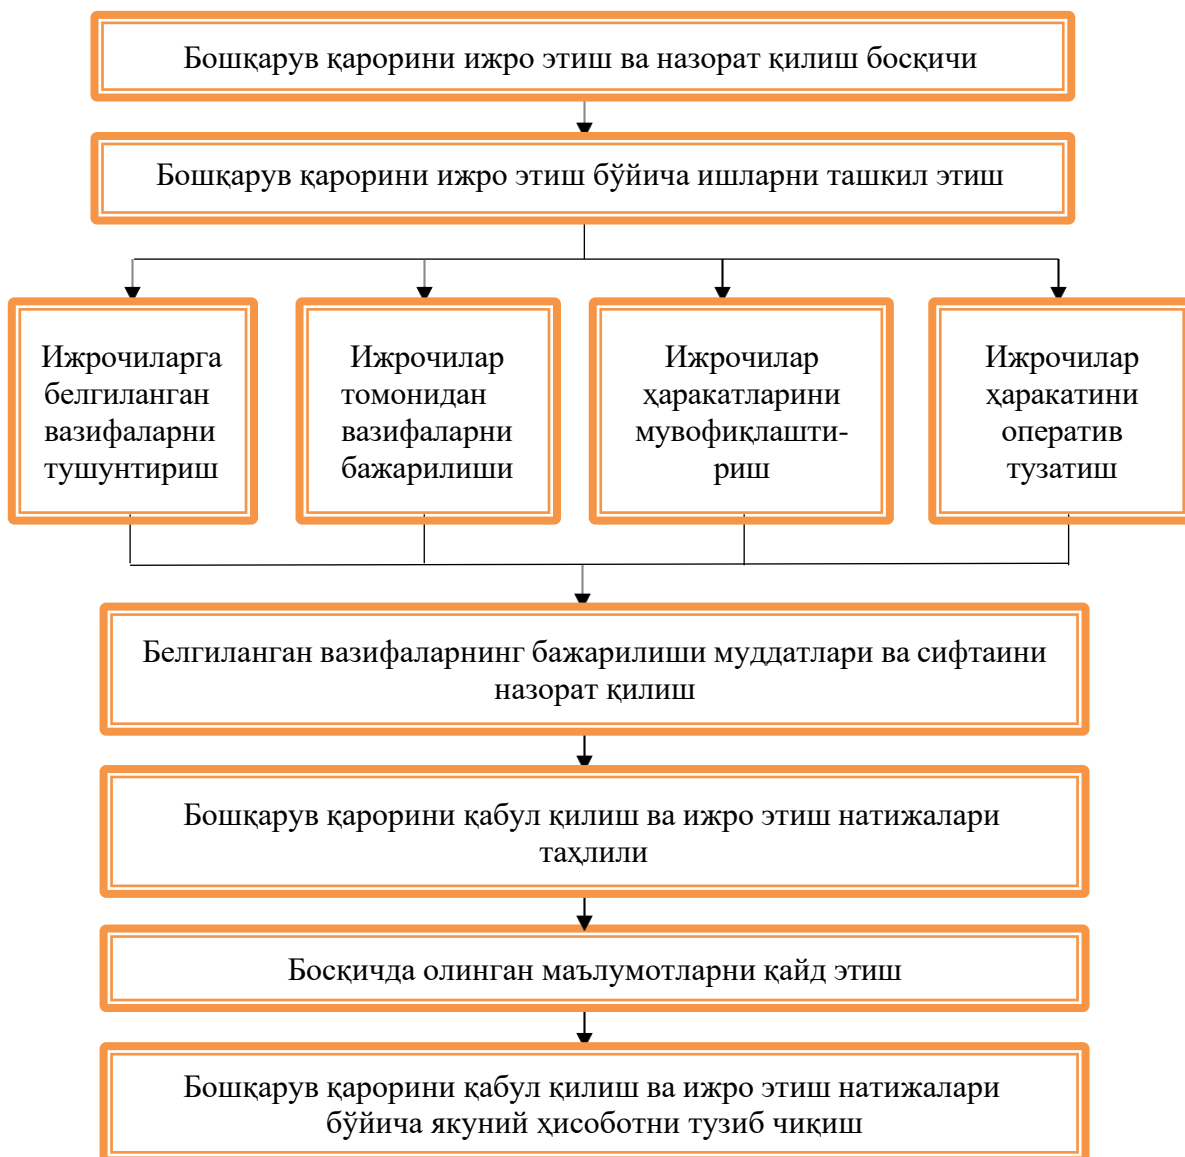 Бошқарув қарорини ижро этиш ва назорат қилиш босқичи
Бошқарув қарорини ижро этиш бўйича ишларни ташкил этиш
Ижрочиларга
белгиланган
вазифаларни
тушунтириш
Ижрочилар
томонидан
вазифаларни
бажарилиши
Ижрочилар
ҳаракатларини
мувофиқлашти-
риш
Ижрочилар
ҳаракатини
оператив
тузатиш
Белгиланган вазифаларнинг бажарилиши муддатлари ва сифтаини
назорат қилиш
Бошқарув қарорини қабул қилиш ва ижро этиш натижалари
таҳлили
Босқичда олинган маълумотларни қайд этиш
Бошқарув қарорини қабул қилиш ва ижро этиш натижалари
бўйича якуний ҳисоботни тузиб чиқиш